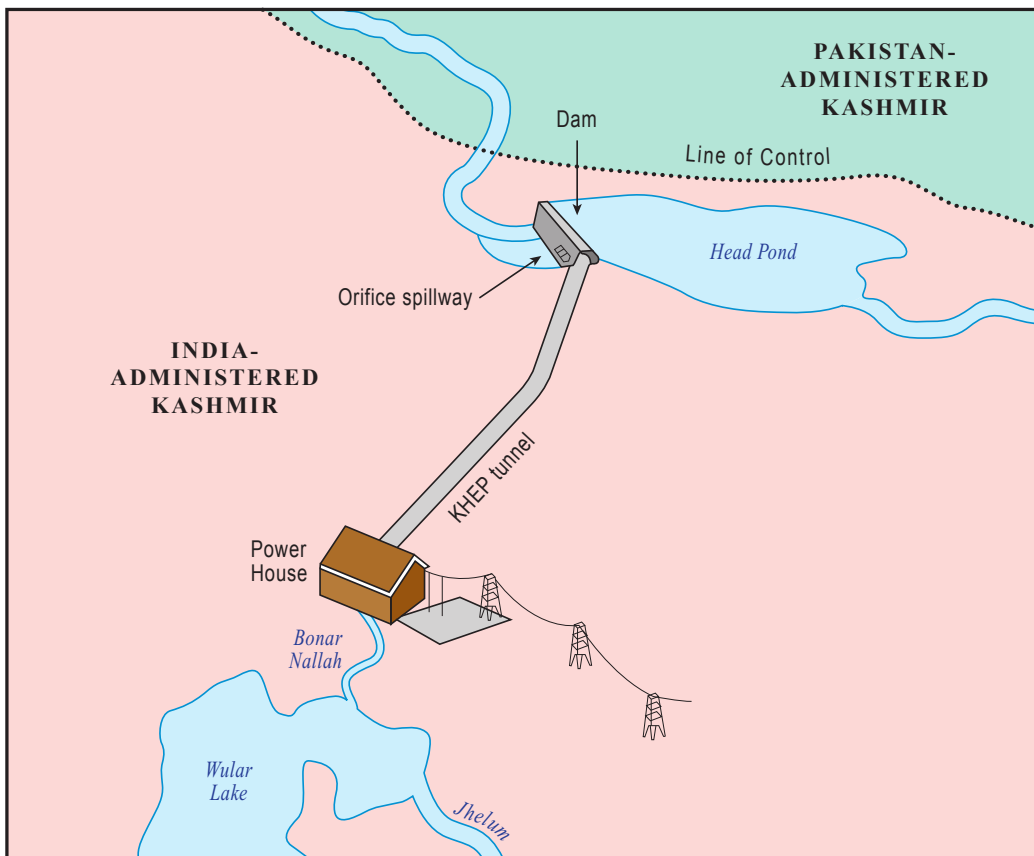 PAKISTAN-
ADMINISTERED
KASHMIR
Dam
Line of Control
Head Pond
Orifice spillway
INDIA-
ADMINISTERED
KASHMIR
KHEP tunnel
Power
House
Bonar
Nallah
Wular
Lake
Jhelum